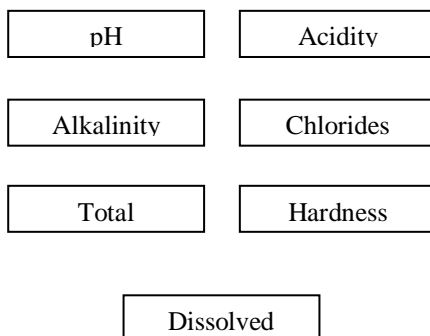 pH Acidity
Alkalinity Chlorides
Total Hardness
Dissolved